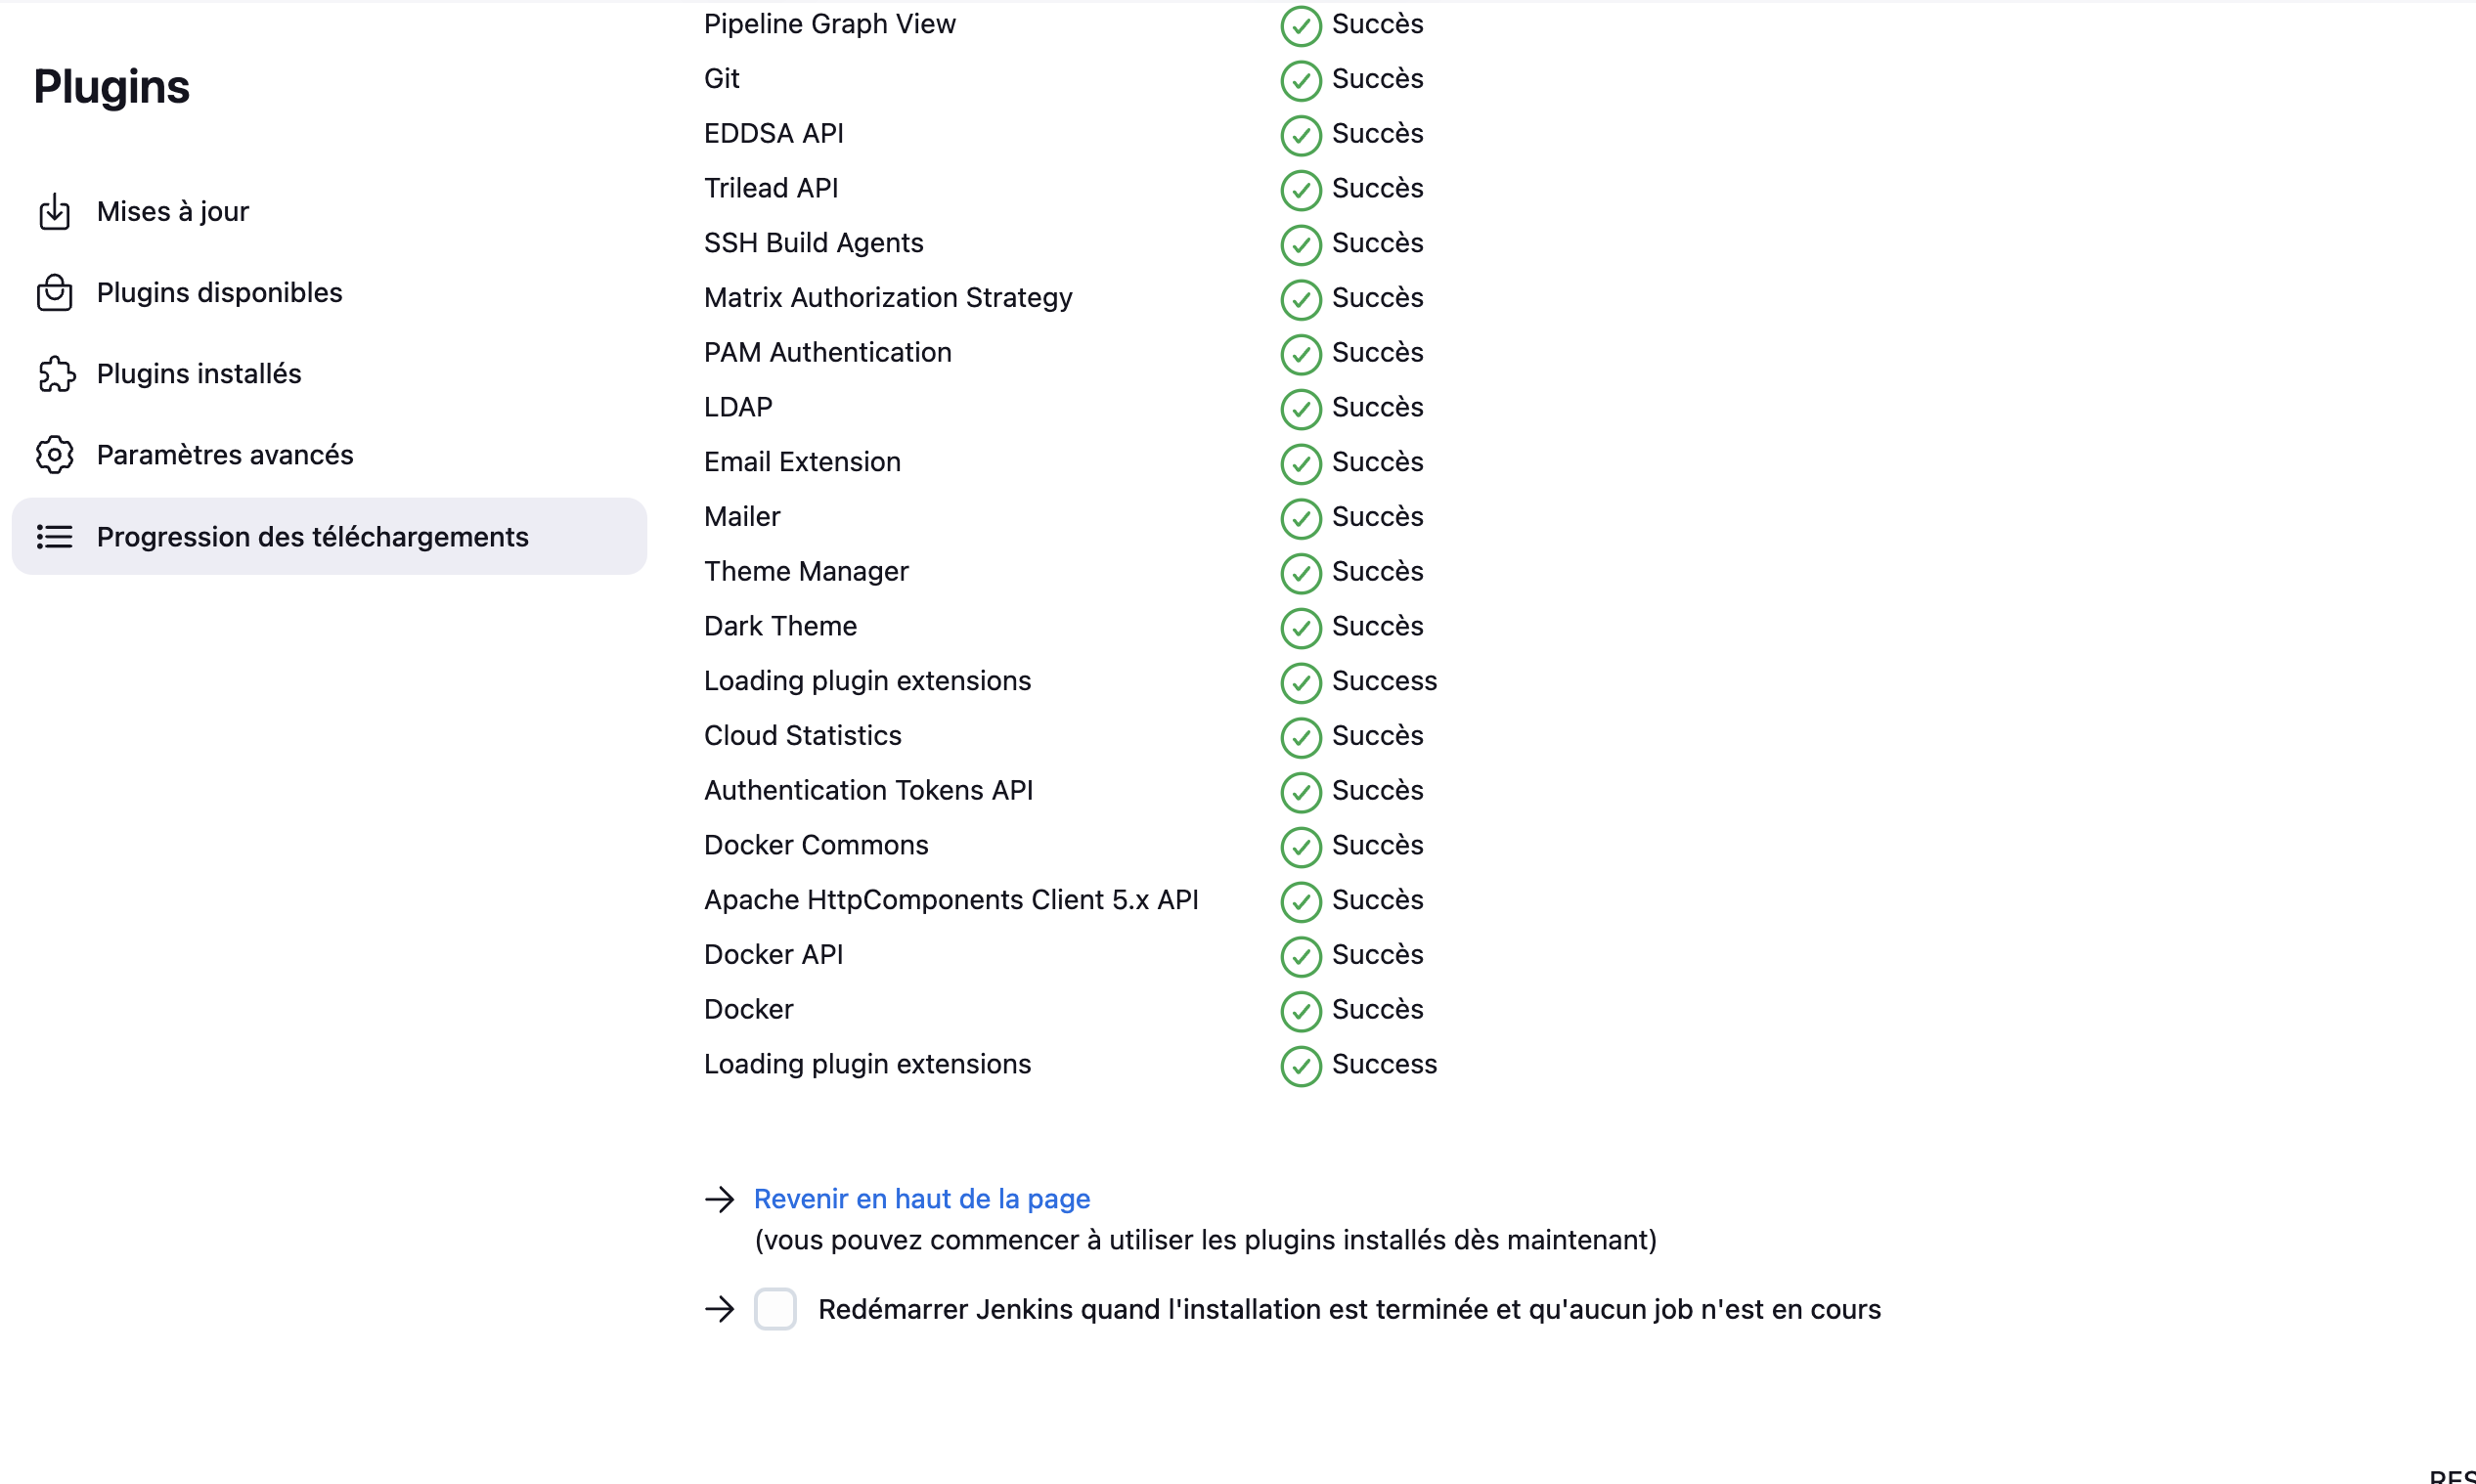 Plugins
Mises à jour
Plugins disponibles
Plugins installés
Paramètres avancés
Progression des téléchargements
Pipeline Graph View Succès
Git Succès
EDDSA API Succès
Trilead API Succès
SSH Build Agents Succès
Matrix Authorization Strategy Succès
PAM Authentication Succès
LDAP Succès
Email Extension Succès
Mailer Succès
Theme Manager Succès
Dark Theme Succès
Loading plugin extensions Success
Cloud Statistics Succès
Authentication Tokens API Succès
Docker Commons Succès
Apache HttpComponents Client 5.x API Succès
Docker API Succès
Docker Succès
Loading plugin extensions Success
Revenir en haut de la page
(vous pouvez commencer à utiliser les plugins installés dès maintenant)
Redémarrer Jenkins quand l'installation est terminée et qu'aucun job n'est en cours